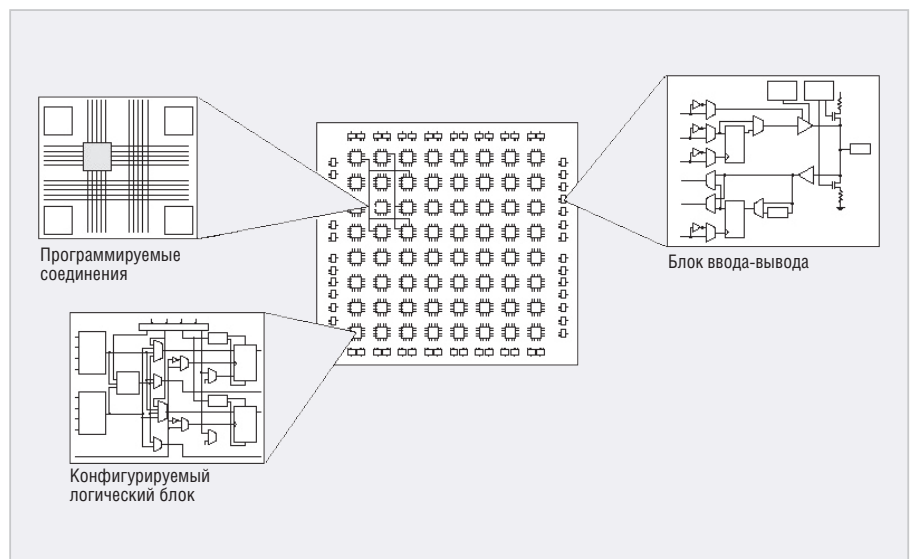 Программируемые
соединения
Блок ввода-вывода
Конфигурируемый
логический блок